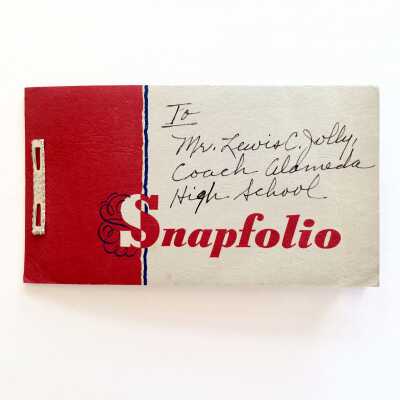 To
Mr. Lewis C. Jolly,
Coach Alameda
High School
Snapfolio